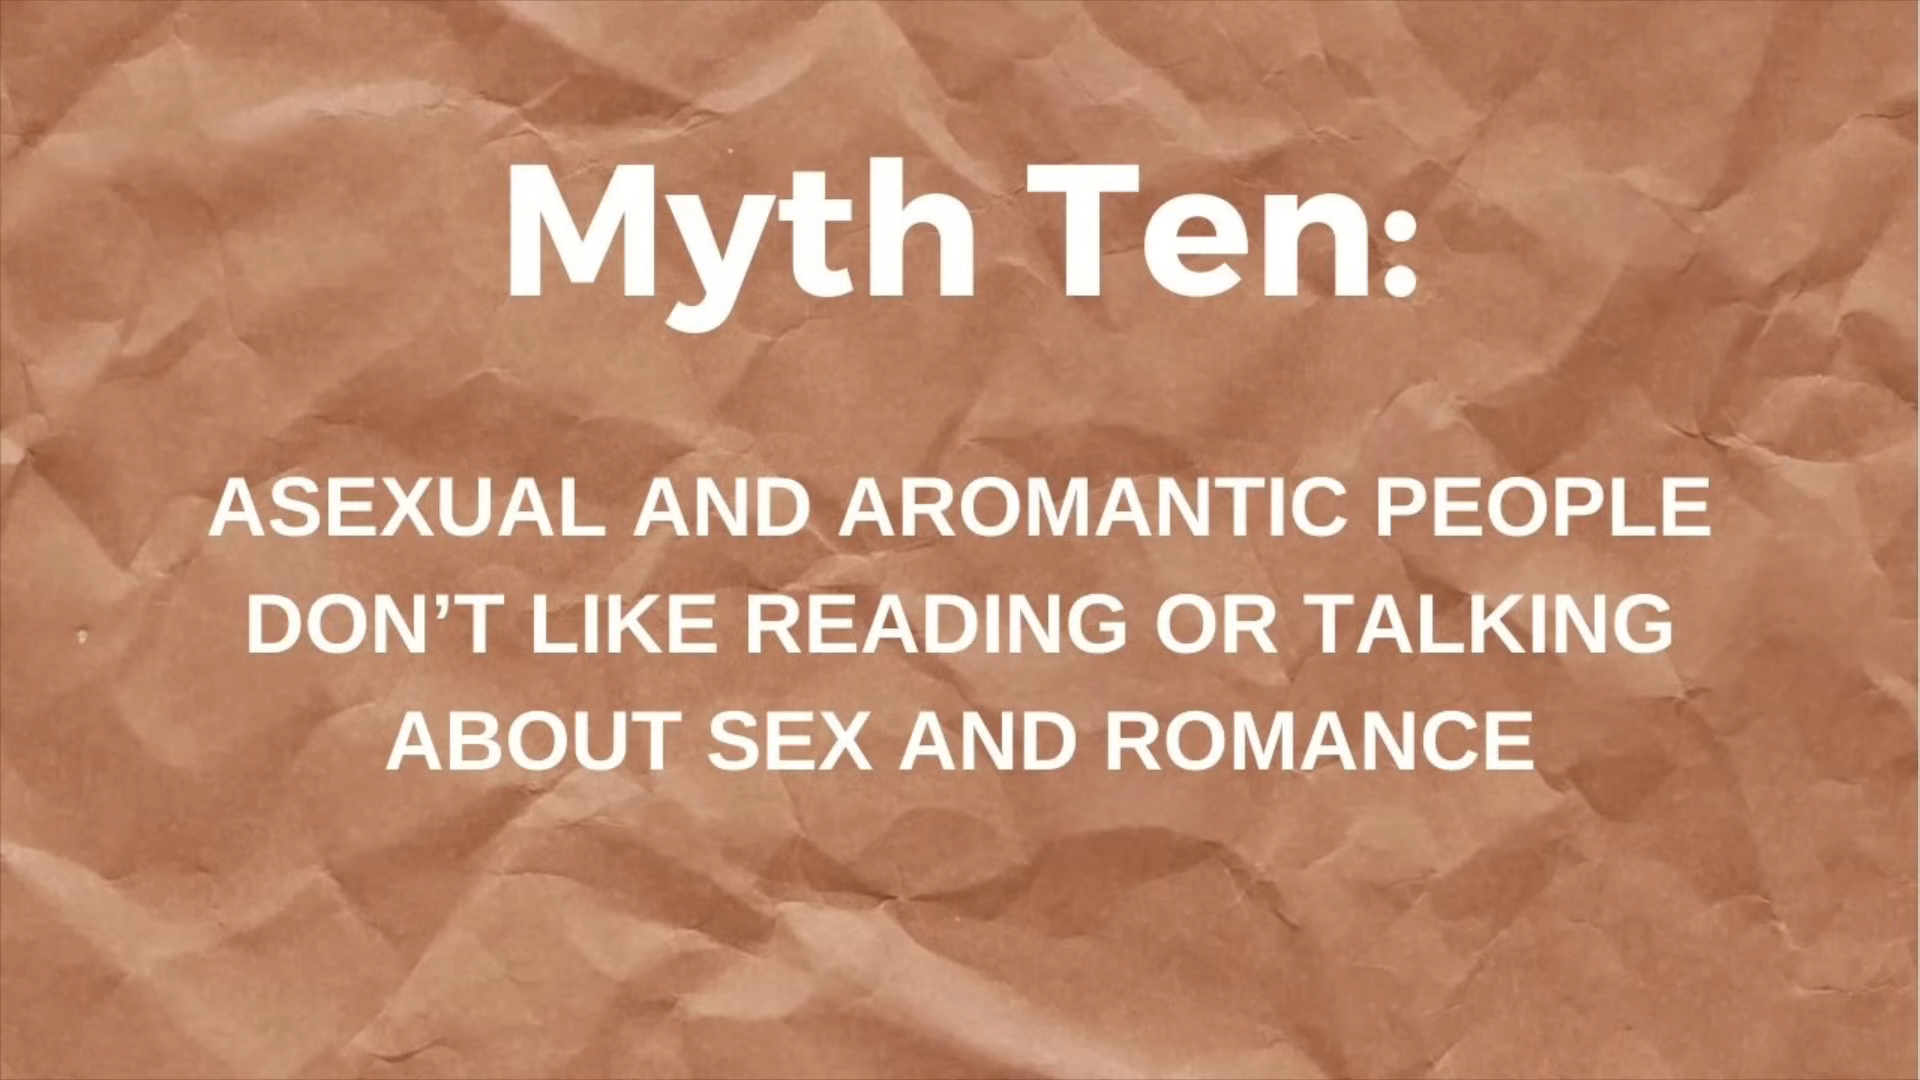 Myth Ten:
ASEXUAL AND AROMANTIC PEOPLE
DON’T LIKE READING OR TALKING
ABOUT SEX AND ROMANCE